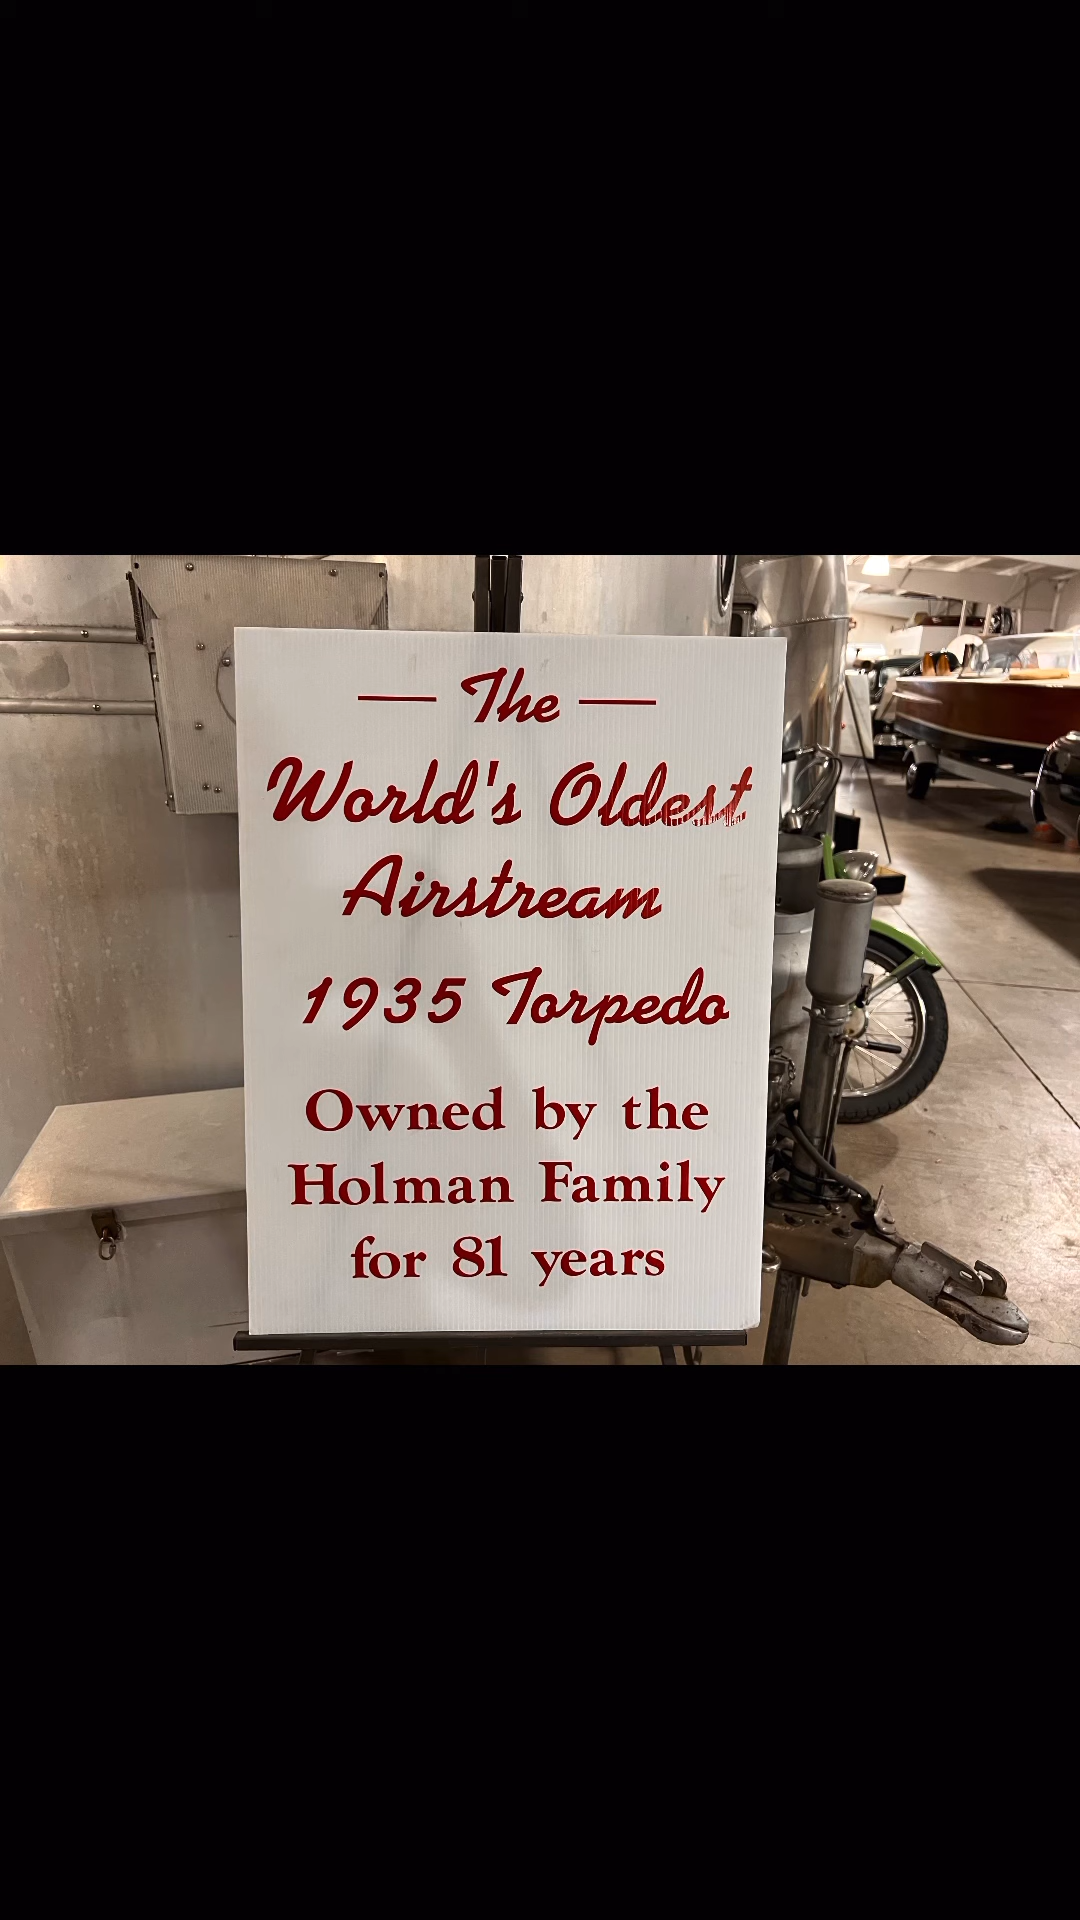 The
World's Oldest
Airstream
1935 Torpedo
Owned by the
Holman Family
for 81 years